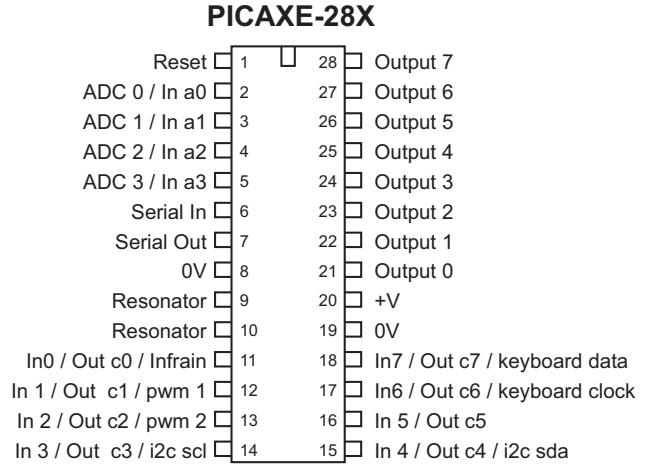 PICAXE-28X
Reset 1 28 Output 7
ADC 0 / In a0 2 27 Output 6
ADC 1 / In a1 3 26 Output 5
ADC 2 / In a2 4 25 Output 4
ADC 3 / In a3 5 24 Output 3
Serial In 6 23 Output 2
Serial Out 7 22 Output 1
0V 8 21 Output 0
Resonator 9 20 +V
Resonator 10 19 0V
In0 / Out c0 / Infrain 11 18 In7 / Out c7 / keyboard data
In 1 / Out c1 / pwm 1 12 17 In6 / Out c6 / keyboard clock
In 2 / Out c2 / pwm 2 13 16 In 5 / Out c5
In 3 / Out c3 / i2c scl 14 15 In 4 / Out c4 / i2c sda